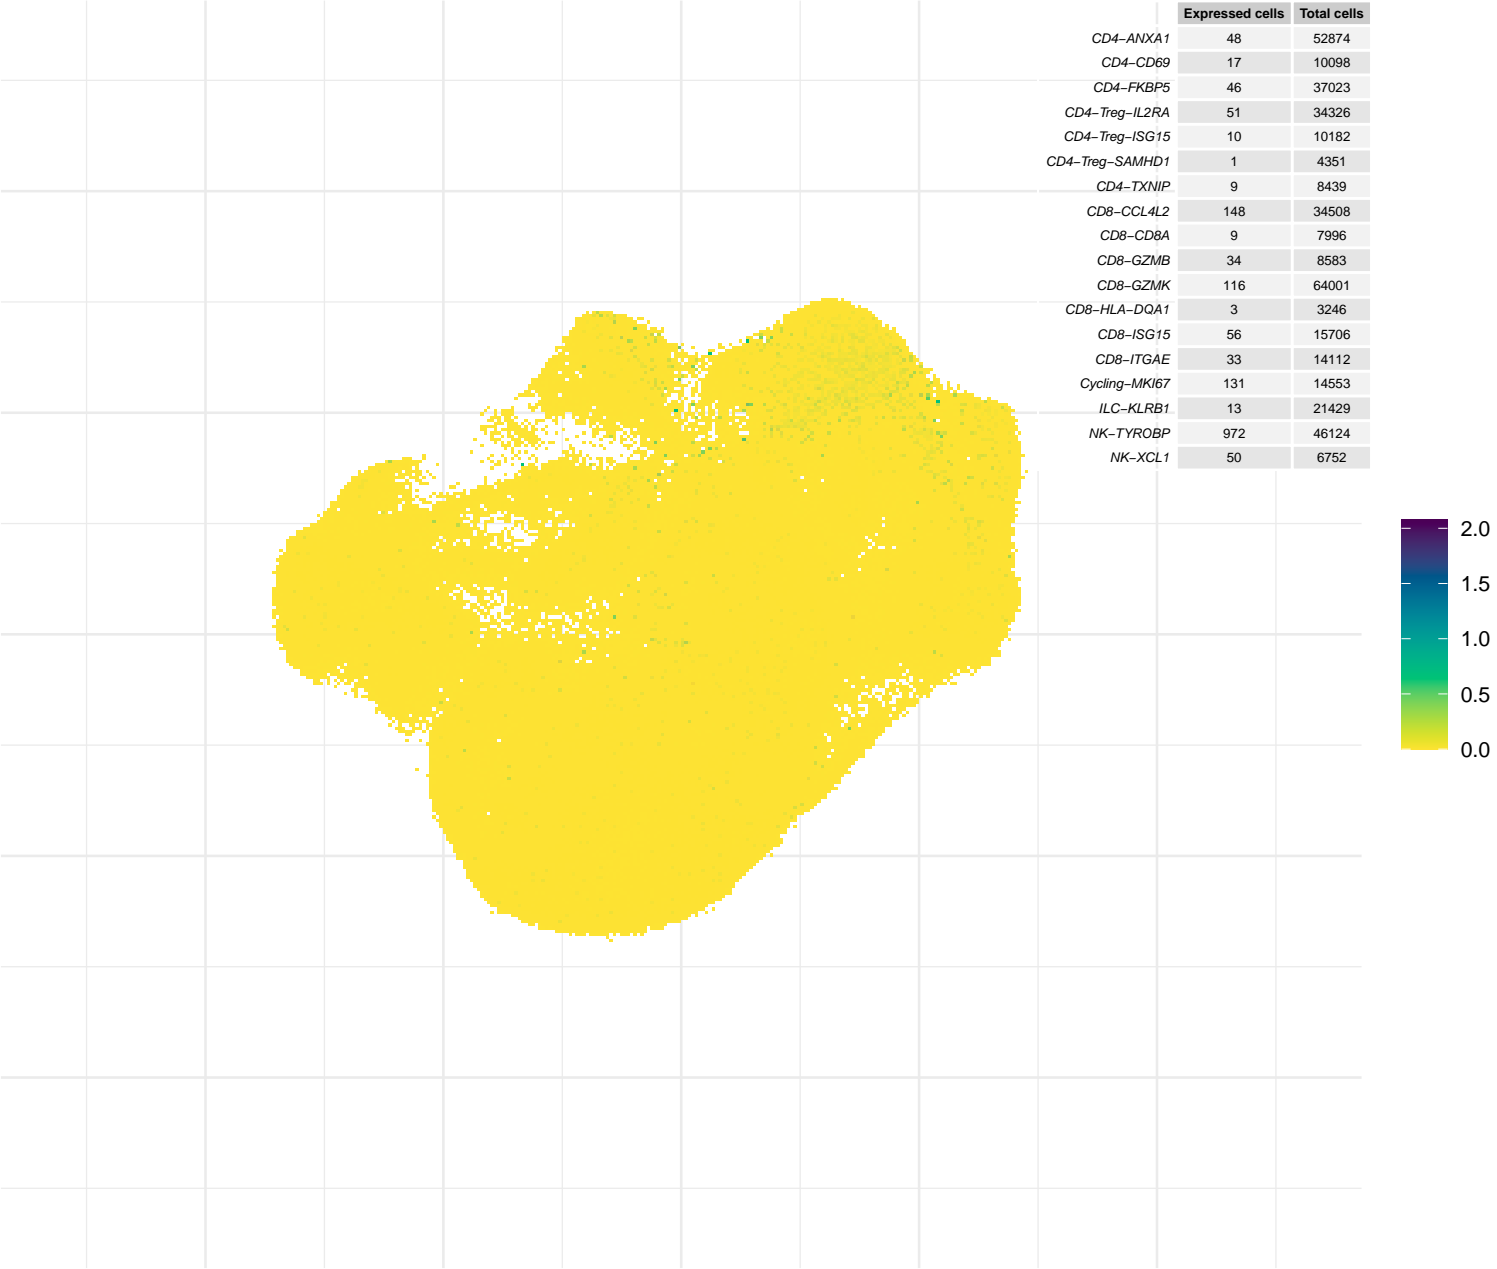 Expressed cells Total cells
CD4−ANXA1 48 52874
CD4−CD69 17 10098
CD4−FKBP5 46 37023
CD4−Treg−IL2RA 51 34326
CD4−Treg−ISG15 10 10182
CD4−Treg−SAMHD1 1 4351
CD4−TXNIP 9 8439
CD8−CCL4L2 148 34508
CD8−CD8A 9 7996
CD8−GZMB 34 8583
CD8−GZMK 116 64001
CD8−HLA−DQA1 3 3246
CD8−ISG15 56 15706
CD8−ITGAE 33 14112
Cycling−MKI67 131 14553
ILC−KLRB1 13 21429
NK−TYROBP 972 46124
NK−XCL1 50 6752
2.0
1.5
1.0
0.5
0.0